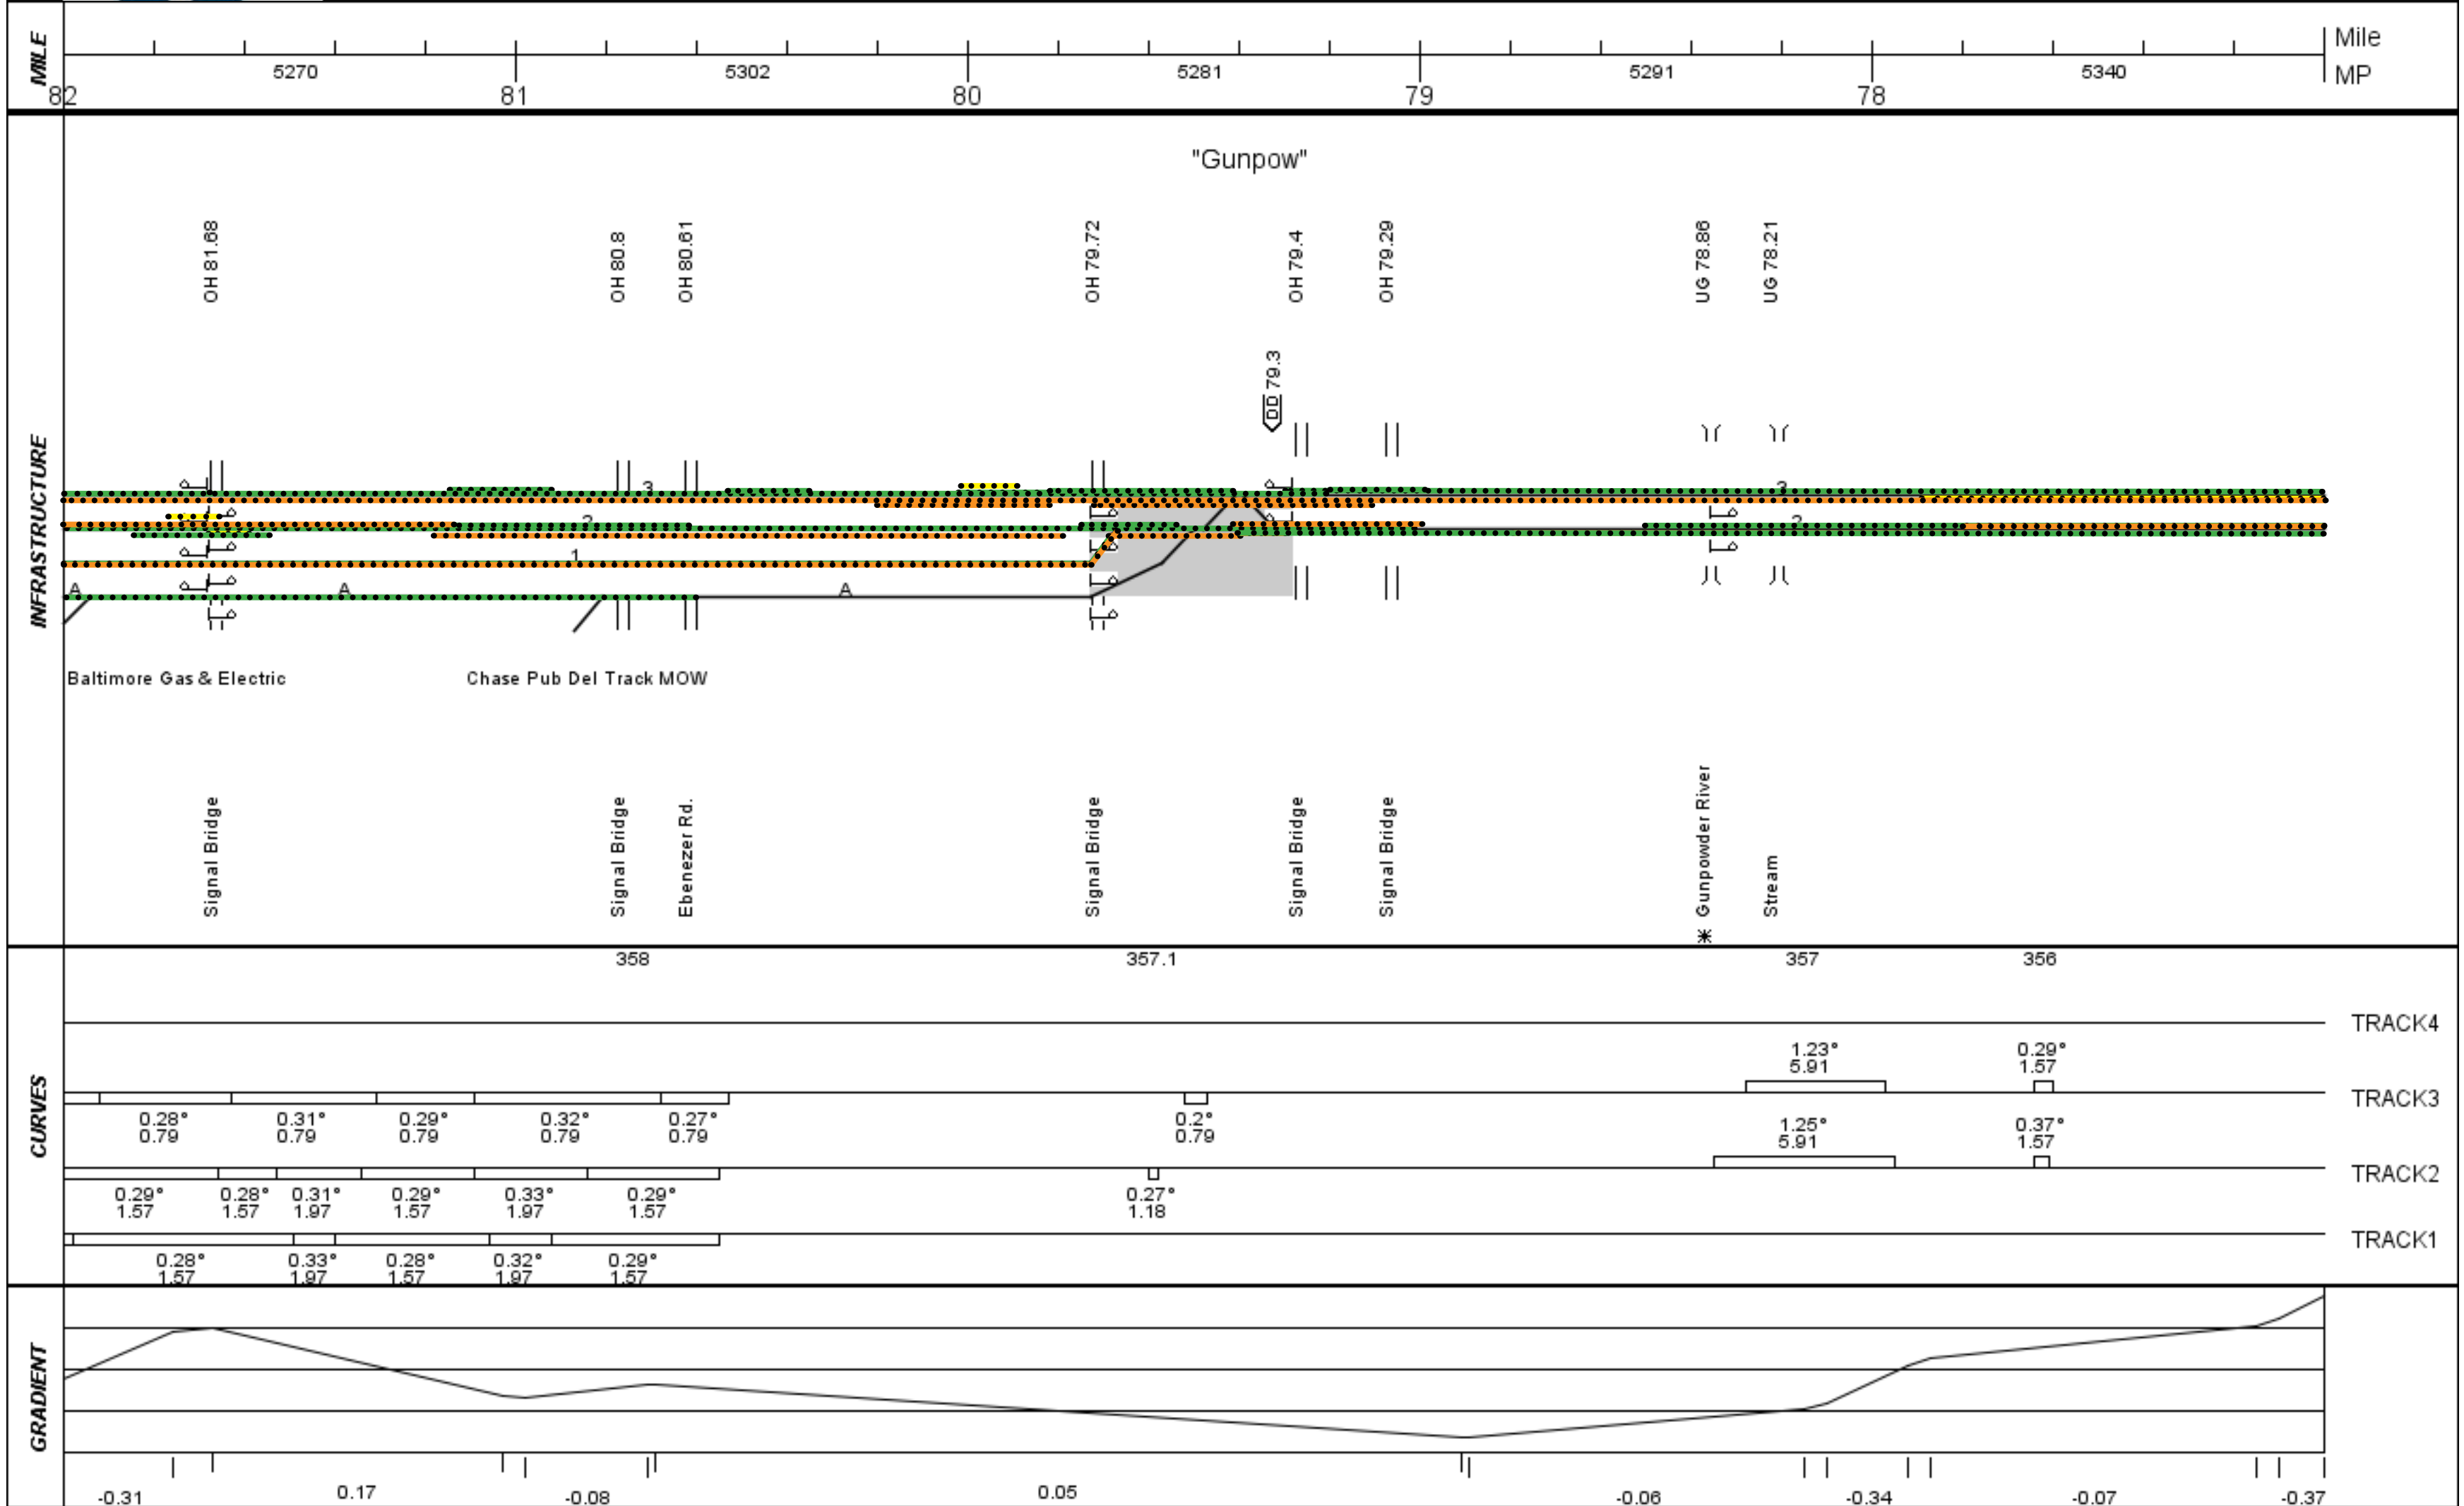 MILE
Mile
5270
5302
5281
5291
5340
MP
82
81
80
79
78
"Gunpow"
OH 81.68
OH 80.8
OH 80.61
OH 79.72
OH 79.4
OH 79.29
UG 78.86
UG 78.21
DD 79.3
INFRASTRUCTURE
3
3
2
2
1
A
A
A
Baltimore Gas & Electric
Chase Pub Del Track MOW
Signal Bridge
Signal Bridge
Ebenezer Rd.
Signal Bridge
Signal Bridge
Signal Bridge
Gunpowder River
Stream
CURVES
358
357.1
357
356
TRACK4
1.23°
5.91
0.29°
1.57
TRACK3
0.28°
0.79
0.31°
0.79
0.29°
0.79
0.32°
0.79
0.27°
0.79
0.2°
0.79
1.25°
5.91
0.37°
1.57
TRACK2
0.29°
1.57
0.28°
1.57
0.31°
1.97
0.29°
1.57
0.33°
1.97
0.29°
1.57
0.27°
1.18
TRACK1
0.28°
1.57
0.33°
1.97
0.28°
1.57
0.32°
1.97
0.29°
1.57
GRADIENT
-0.31
0.17
-0.08
0.05
-0.06
-0.34
-0.07
-0.37